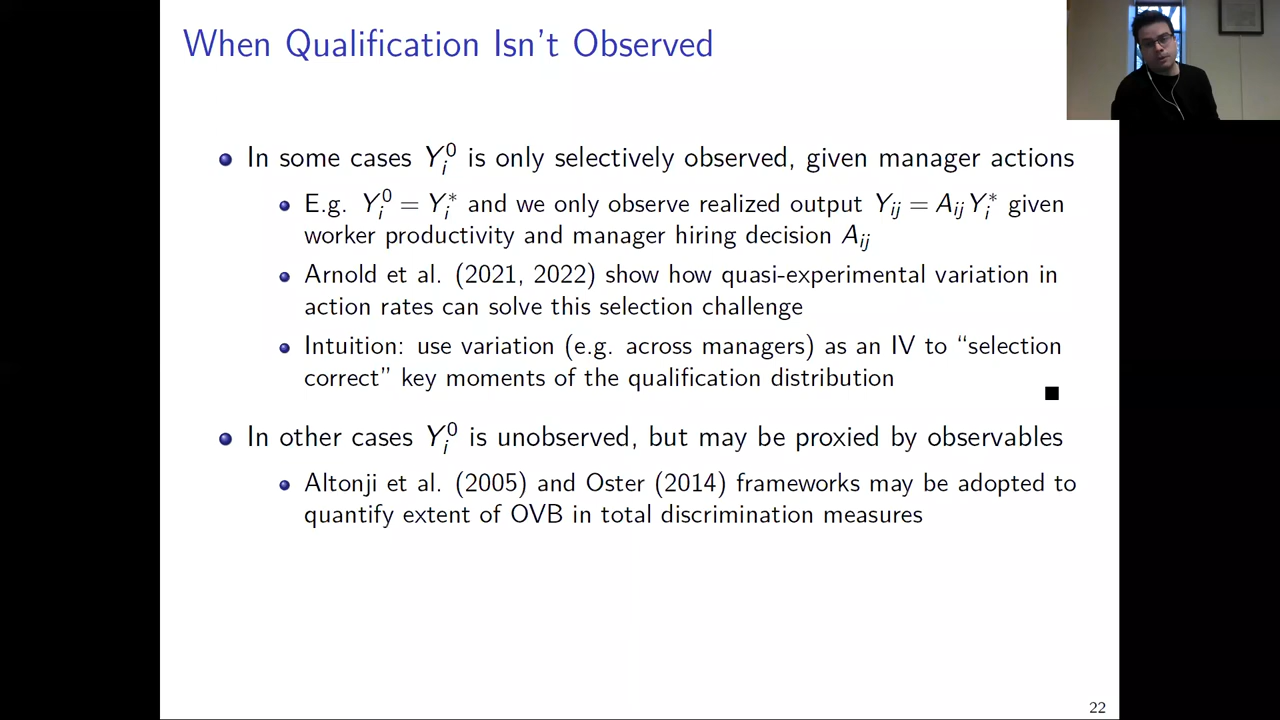 When Qualification Isn't Observed
In some cases Y_i^0 is only selectively observed, given manager actions
E.g. Y_i^0 = Y_i^* and we only observe realized output Y_ij = A_ij Y_i^* given
worker productivity and manager hiring decision A_ij
Arnold et al. (2021, 2022) show how quasi-experimental variation in
action rates can solve this selection challenge
Intuition: use variation (e.g. across managers) as an IV to “selection
correct” key moments of the qualification distribution
In other cases Y_i^0 is unobserved, but may be proxied by observables
Altonji et al. (2005) and Oster (2014) frameworks may be adopted to
quantify extent of OVB in total discrimination measures
22